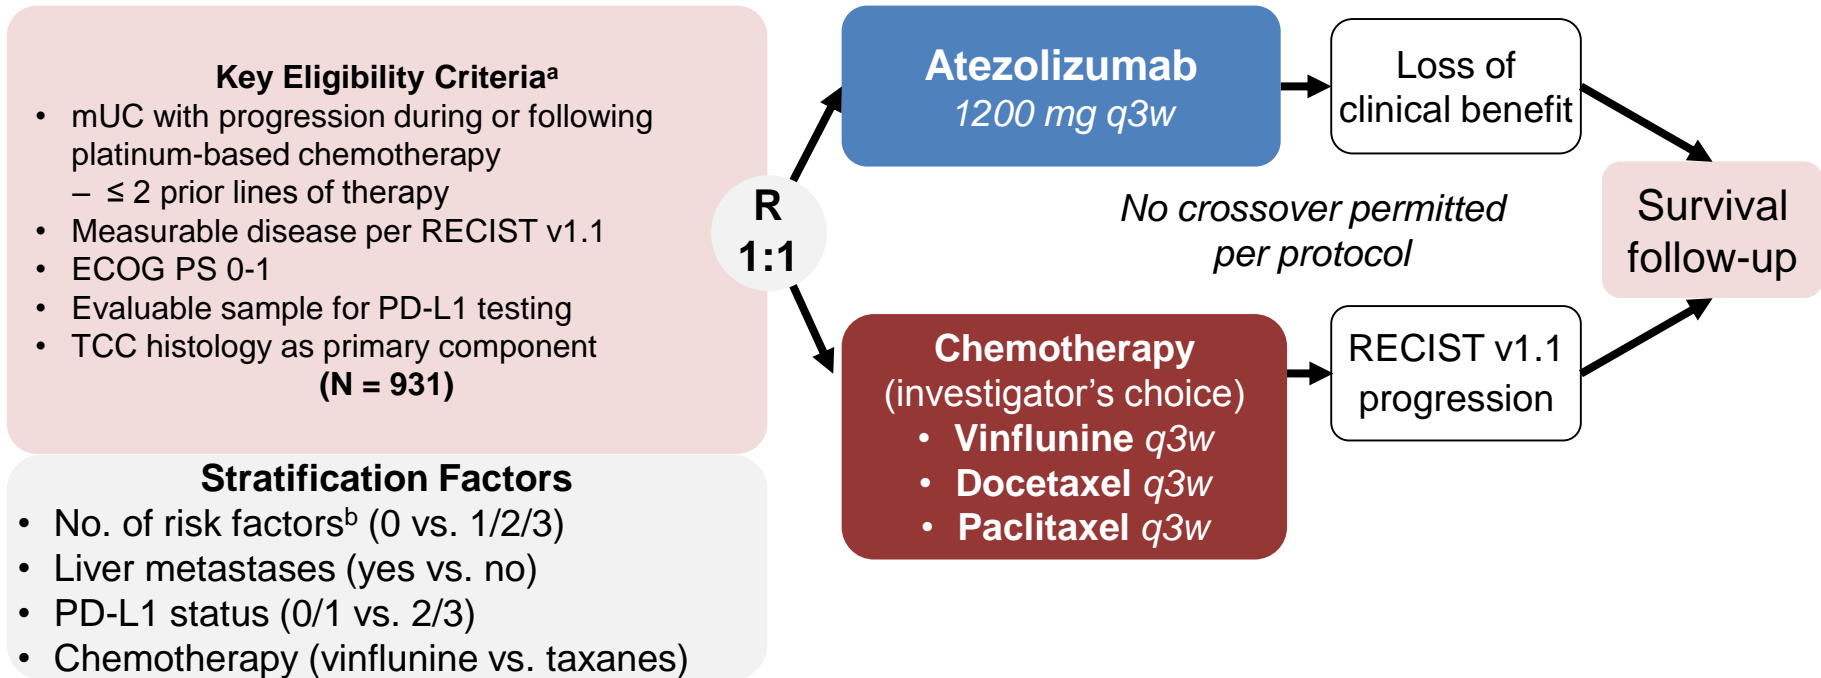 Key Eligibility Criteriaᵃ
• mUC with progression during or following
platinum-based chemotherapy
– ≤ 2 prior lines of therapy
• Measurable disease per RECIST v1.1
• ECOG PS 0-1
• Evaluable sample for PD-L1 testing
• TCC histology as primary component
(N = 931)
Stratification Factors
• No. of risk factorsᵇ (0 vs. 1/2/3)
• Liver metastases (yes vs. no)
• PD-L1 status (0/1 vs. 2/3)
• Chemotherapy (vinflunine vs. taxanes)
R
1:1
Atezolizumab
1200 mg q3w
Loss of
clinical benefit
No crossover permitted
per protocol
Chemotherapy
(investigator’s choice)
• Vinflunine q3w
• Docetaxel q3w
• Paclitaxel q3w
RECIST v1.1
progression
Survival
follow-up